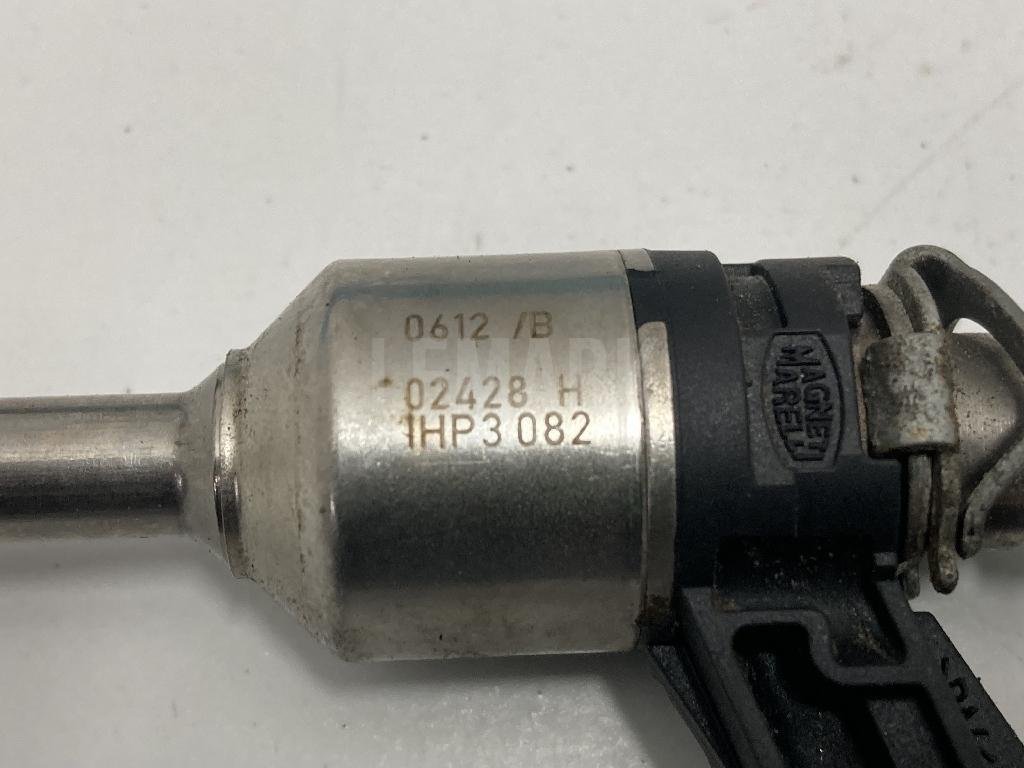 0612 /B
02428 H
1HP3 082
MAGNETI
MARELLI